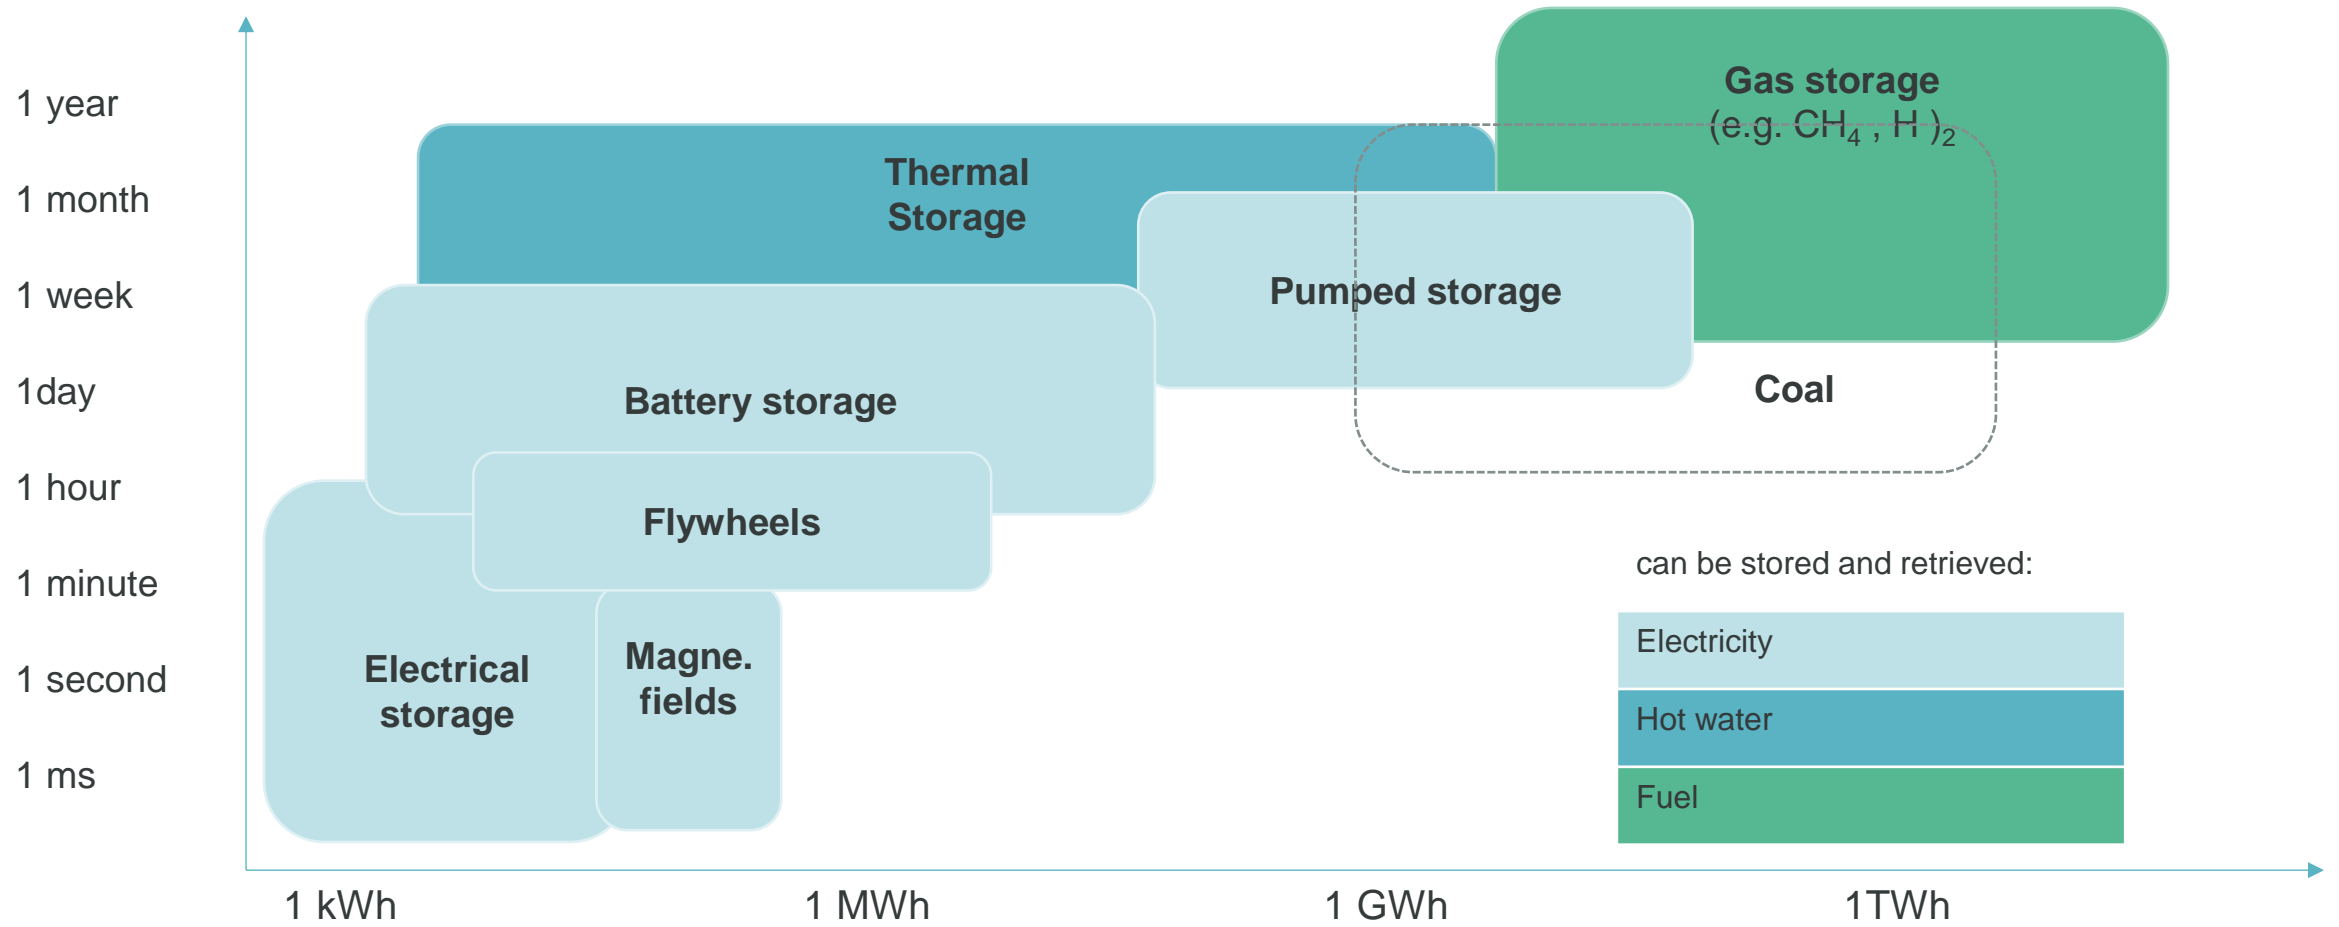 1 year
1 month
1 week
1day
1 hour
1 minute
1 second
1 ms
Gas storage
(e.g. CH₄ , H )₂
Thermal
Storage
Pumped storage
Coal
Battery storage
Flywheels
Electrical
storage
Magne.
fields
can be stored and retrieved:
Electricity
Hot water
Fuel
1 kWh
1 MWh
1 GWh
1TWh